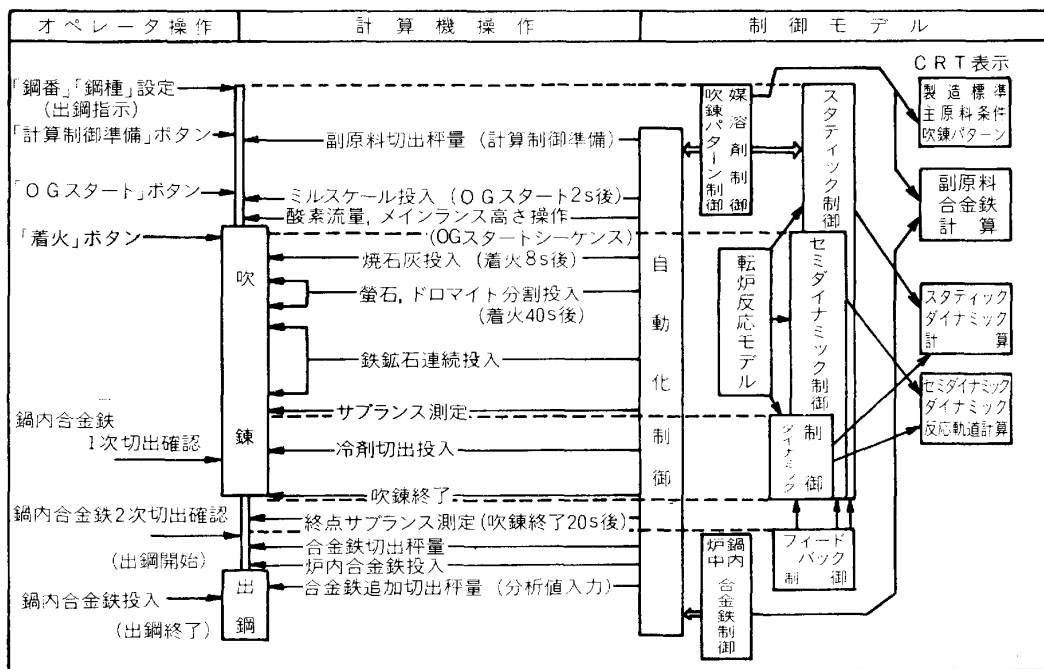 オペレータ操作
計算機操作
制御モデル
「鋼番」,「鋼種」設定
(出鋼指示)
「計算制御準備」ボタン
「OGスタート」ボタン
「着火」ボタン
鍋内合金鉄
1次切出確認
鍋内合金鉄2次切出確認
(出鋼開始)
鍋内合金鉄投入
(出鋼終了)
吹錬
出鋼
副原料切出秤量 (計算制御準備)
ミルスケール投入 (OGスタート2s後)
酸素流量, メインランス高さ操作
(OGスタートシーケンス)
焼石灰投入 (着火8s後)
螢石, ドロマイト分割投入
(着火40s後)
鉄鉱石連続投入
サブランス測定
冷剤切出投入
吹錬終了
終点サブランス測定(吹錬終了20s後)
合金鉄切出秤量
炉内合金鉄投入
合金鉄追加切出秤量 (分析値入力)
自動化制御
媒溶剤制御
吹錬パターン制御
スタティック制御
セミダイナミック制御
転炉反応モデル
ダイナミック
制御
フィード
バック
制御
鍋内
炉中
合金鉄制御
CRT表示
製造標準
主原料条件
吹錬パターン
副原料
合金鉄
計算
スタティック
ダイナミック
計算
セミダイナミック
ダイナミック
反応軌道計算